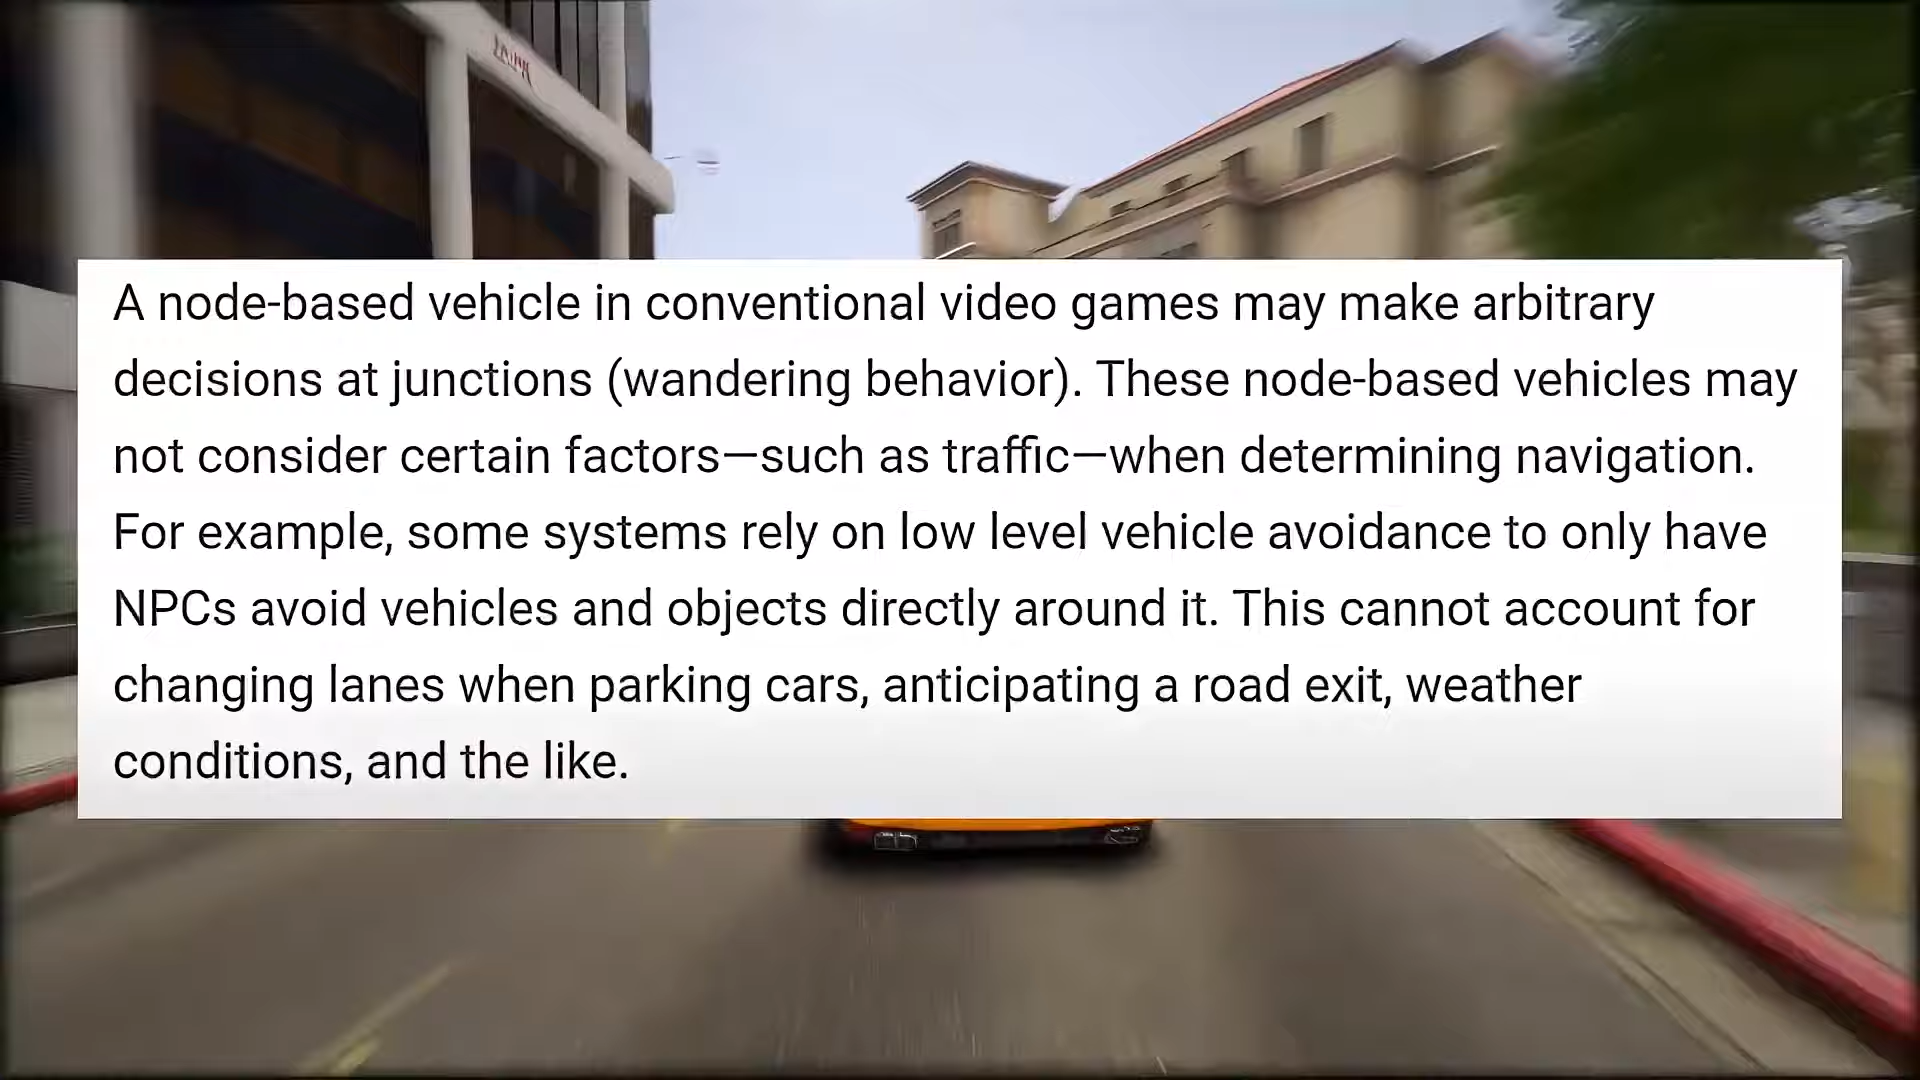 A node-based vehicle in conventional video games may make arbitrary
decisions at junctions (wandering behavior). These node-based vehicles may
not consider certain factors—such as traffic—when determining navigation.
For example, some systems rely on low level vehicle avoidance to only have
NPCs avoid vehicles and objects directly around it. This cannot account for
changing lanes when parking cars, anticipating a road exit, weather
conditions, and the like.